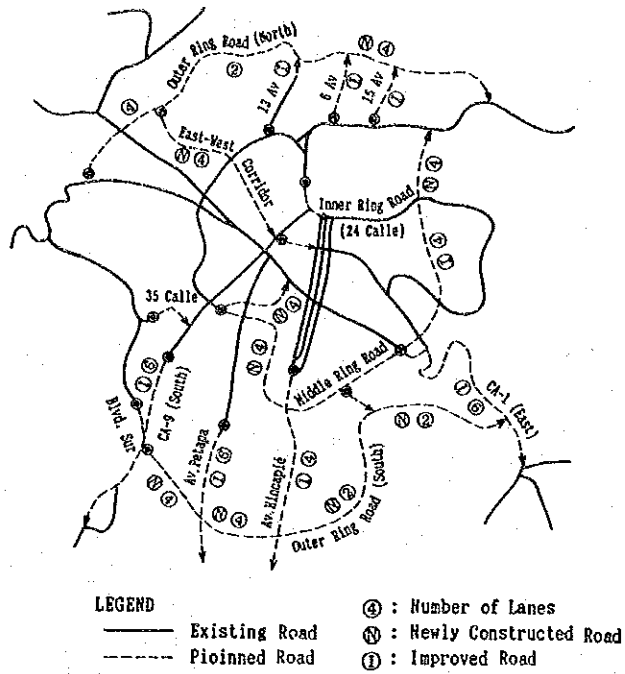 Outer Ring Road (North)
Ⓝ ④
④
②
13 Av ①
6 Av
Ⓘ
15 Av
Ⓘ
East-West
Ⓝ ④
Corridor
Inner Ring Road
(24 Calle)
Ⓝ ④
④
Ⓘ
35 Calle
Ⓝ ④
Ⓝ ④
Middle Ring Road
Ⓘ ⑥
CA-9 (South)
Blvd. Sur
CA-1 (East)
Ⓘ ⑥
Ⓝ ②
Av. Petapa
Ⓘ ⑥
Av. Hincapié
Ⓘ ④
Ⓝ ②
Outer Ring Road (South)
Ⓝ ④
Ⓝ ④
LEGEND
Existing Road
Pioinned Road
④ : Number of Lanes
Ⓝ : Newly Constructed Road
Ⓘ : Improved Road